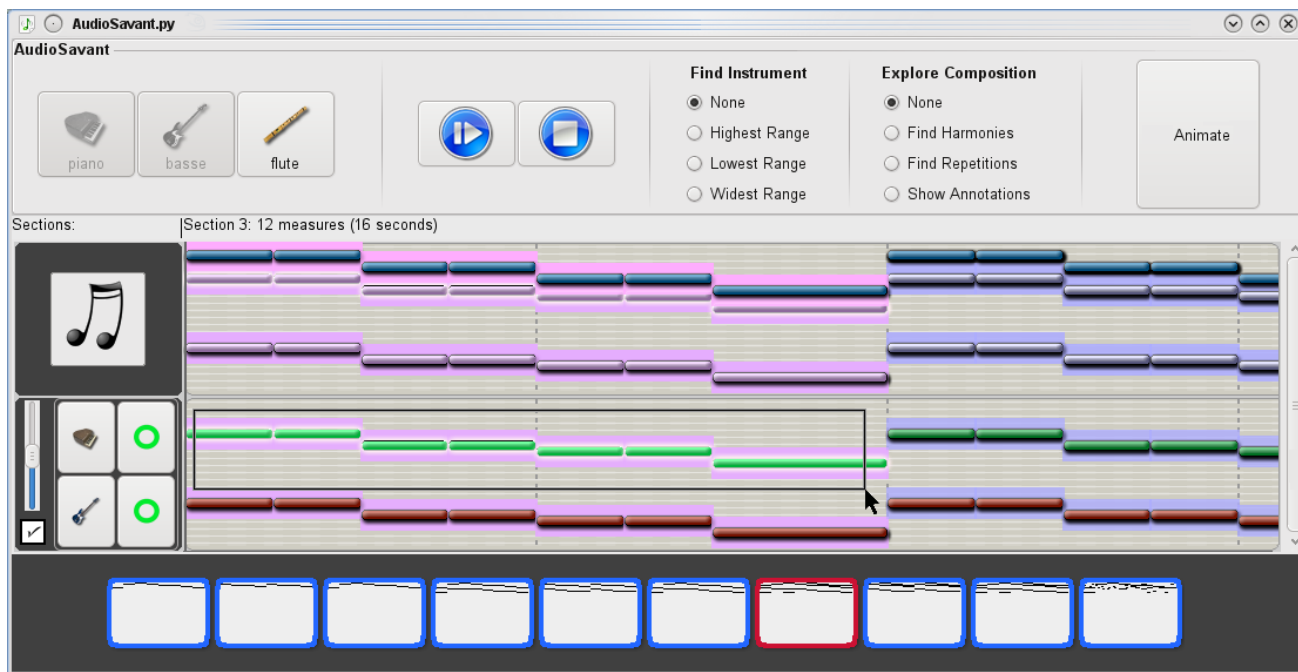 AudioSavant.py
AudioSavant
piano
basse
flute
Find Instrument
None
Highest Range
Lowest Range
Widest Range
Explore Composition
None
Find Harmonies
Find Repetitions
Show Annotations
Animate
Sections:
Section 3: 12 measures (16 seconds)